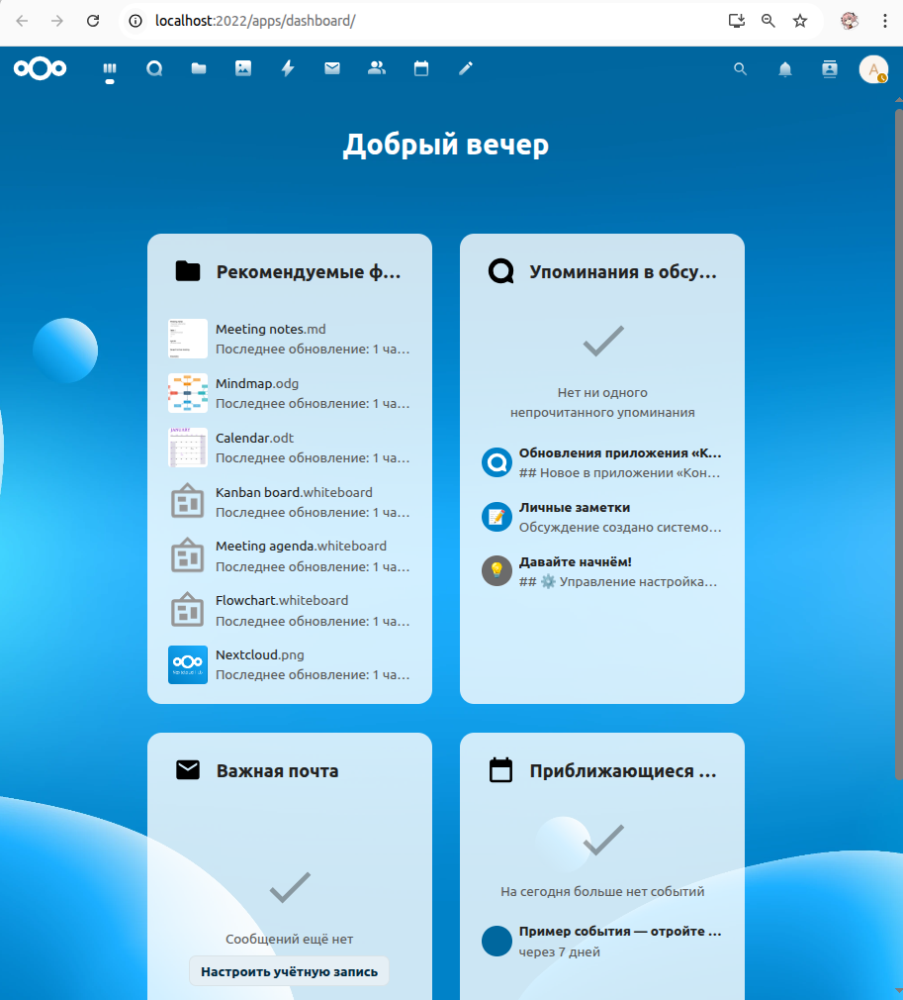 localhost:2022/apps/dashboard/
A
Добрый вечер
Рекомендуемые ф...
Meeting notes.md
Последнее обновление: 1 ча...
Mindmap.odg
Последнее обновление: 1 ча...
Calendar.odt
Последнее обновление: 1 ча...
Kanban board.whiteboard
Последнее обновление: 1 ча...
Meeting agenda.whiteboard
Последнее обновление: 1 ча...
Flowchart.whiteboard
Последнее обновление: 1 ча...
Nextcloud.png
Последнее обновление: 1 ча...
Упоминания в обсу...
Нет ни одного
непрочитанного упоминания
Обновления приложения «К...
## Новое в приложении «Кон...
Личные заметки
Обсуждение создано системо...
Давайте начнём!
## ⚙️ Управление настройка...
Важная почта
Сообщений ещё нет
Настроить учётную запись
Приближающиеся ...
На сегодня больше нет событий
Пример события — отройте ...
через 7 дней